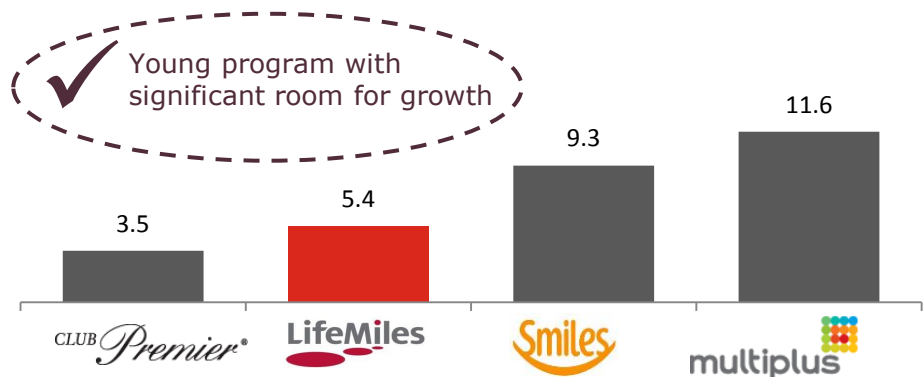 Young program with
significant room for growth
3.5
5.4
9.3
11.6
CLUB Premier®
LifeMiles
Smiles
multiplus